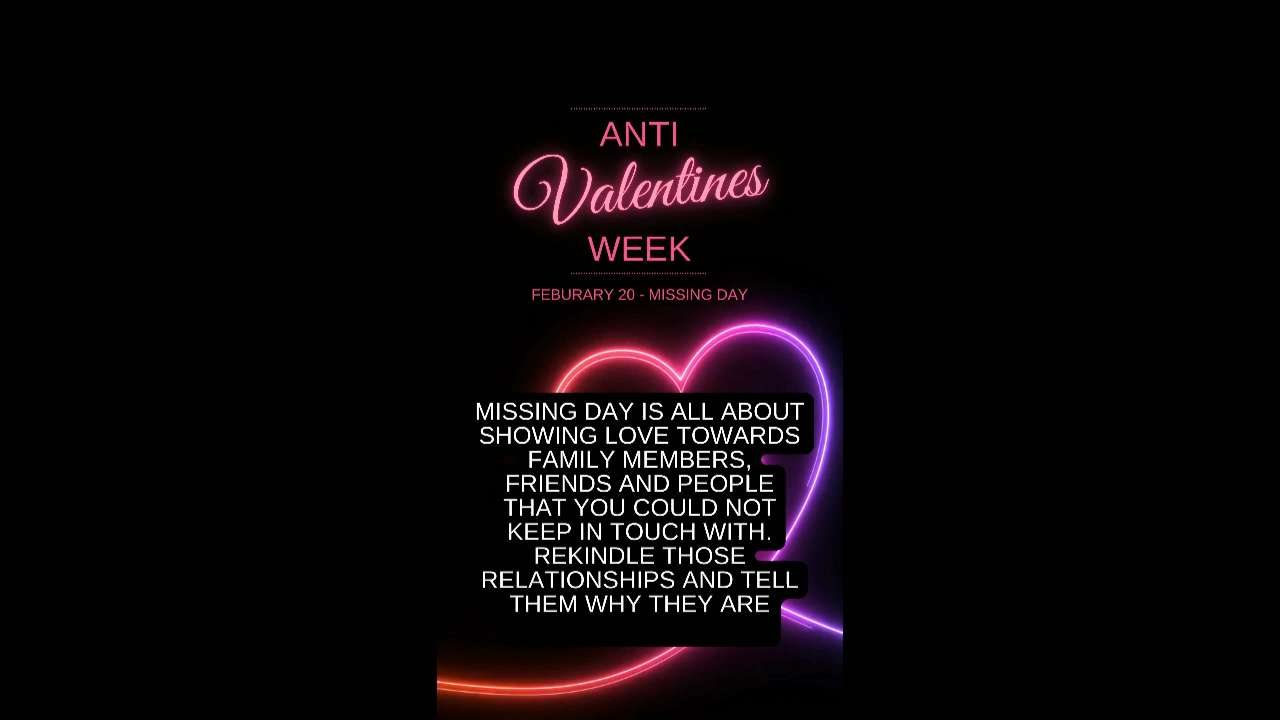 ANTI
Valentines
WEEK
FEBURARY 20 - MISSING DAY
MISSING DAY IS ALL ABOUT
SHOWING LOVE TOWARDS
FAMILY MEMBERS,
FRIENDS AND PEOPLE
THAT YOU COULD NOT
KEEP IN TOUCH WITH.
REKINDLE THOSE
RELATIONSHIPS AND TELL
THEM WHY THEY ARE